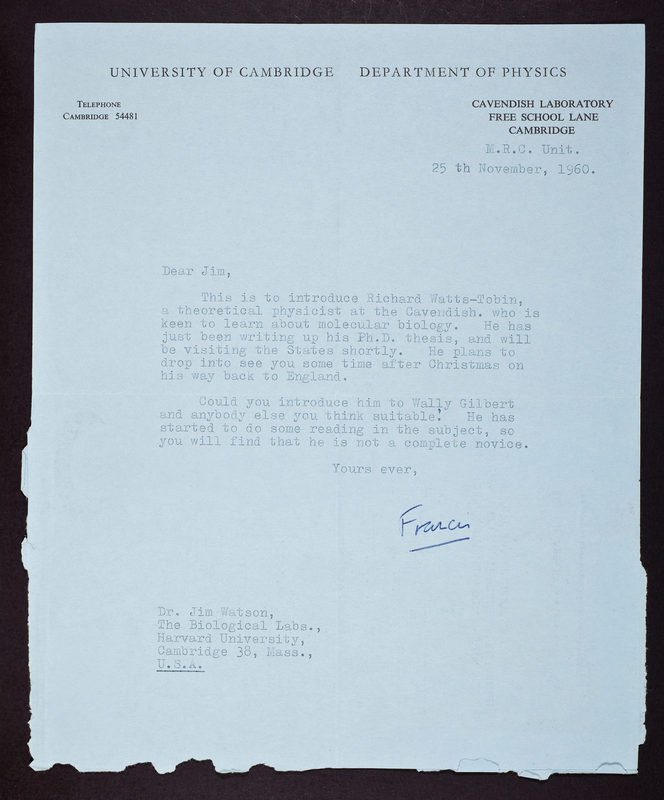 UNIVERSITY OF CAMBRIDGE DEPARTMENT OF PHYSICS
TELEPHONE
CAMBRIDGE 54481
CAVENDISH LABORATORY
FREE SCHOOL LANE
CAMBRIDGE
M.R.C. Unit.
25 th November, 1960.
Dear Jim,
This is to introduce Richard Watts-Tobin,
a theoretical physicist at the Cavendish. who is
keen to learn about molecular biology. He has
just been writing up his Ph.D. thesis, and will
be visiting the States shortly. He plans to
drop into see you some time after Christmas on
his way back to England.
Could you introduce him to Wally Gilbert
and anybody else you think suitable. He has
started to do some reading in the subject, so
you will find that he is not a complete novice.
Yours ever,
Francis
Dr. Jim Watson,
The Biological Labs.,
Harvard University,
Cambridge 38, Mass.,
U.S.A.